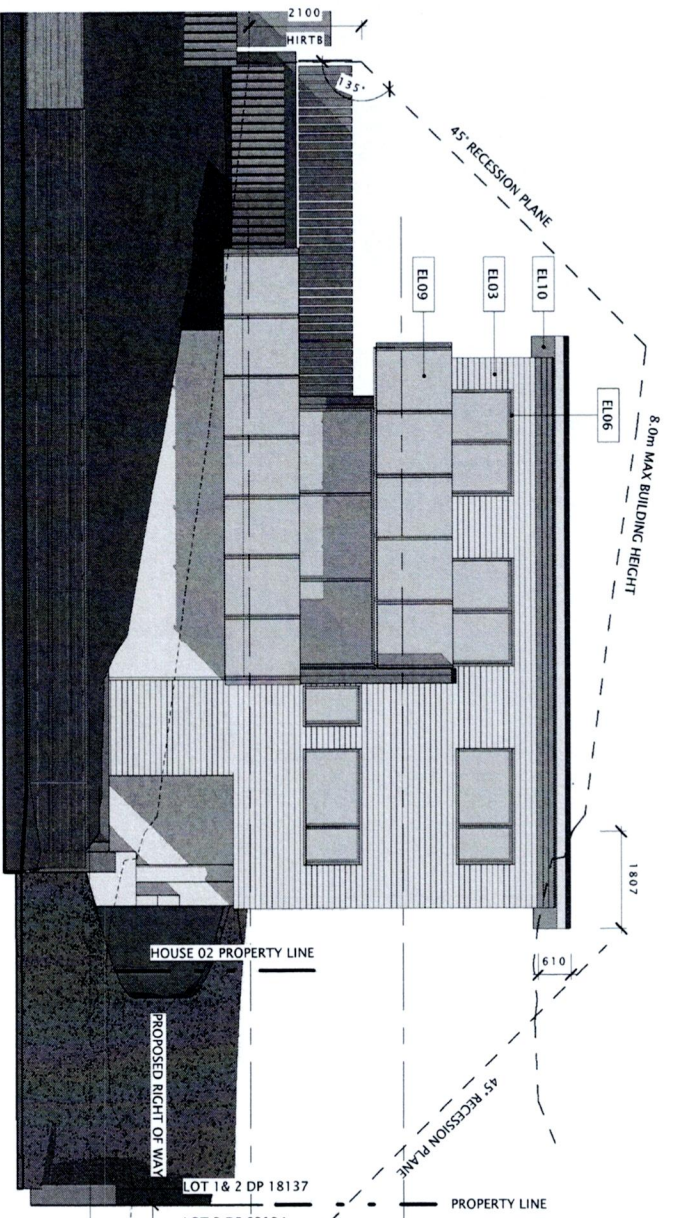 2100
HIRTB
135°
45° RECESSION PLANE
EL09
EL03
EL10
EL06
8.0m MAX BUILDING HEIGHT
1807
610
HOUSE 02 PROPERTY LINE
PROPOSED RIGHT OF WAY
45° RECESSION PLANE
LOT 1& 2 DP 18137
PROPERTY LINE